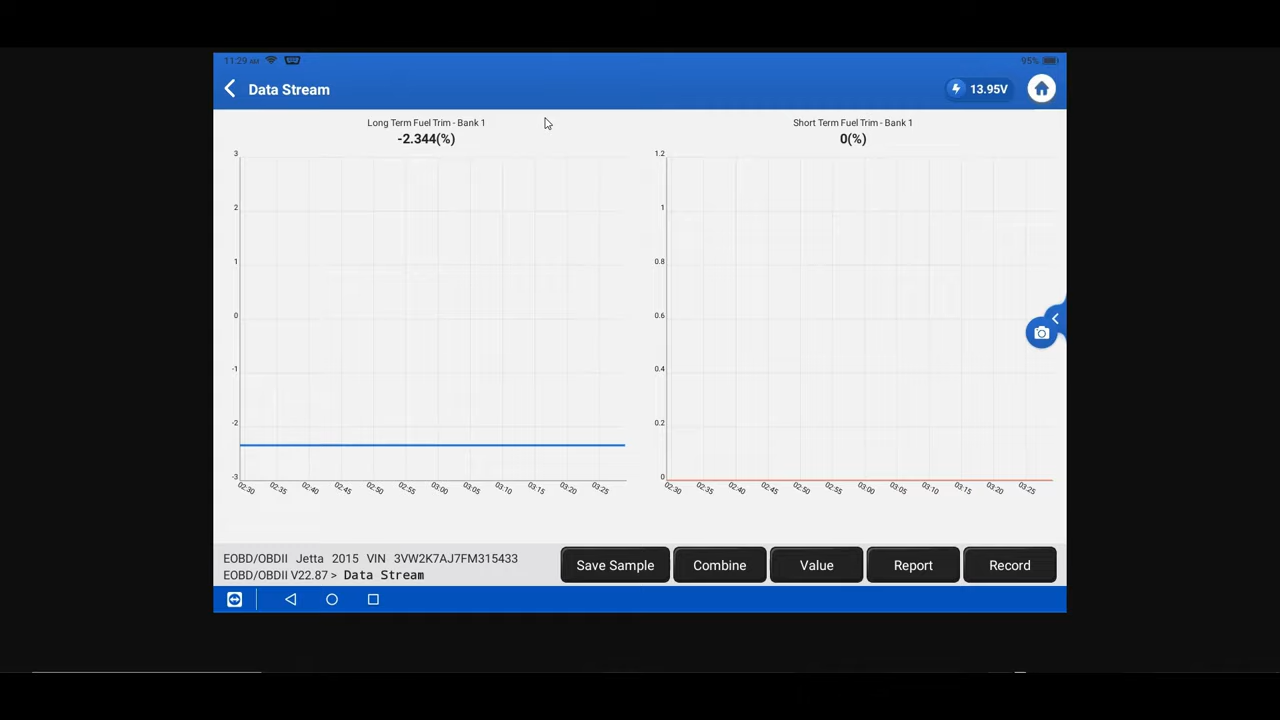 11:29 AM
95%
Data Stream
13.95V
Long Term Fuel Trim - Bank 1
-2.344(%)
3
2
1
0
-1
-2
-3
02:30 02:35 02:40 02:45 02:50 02:55 03:00 03:05 03:10 03:15 03:20 03:25
Short Term Fuel Trim - Bank 1
0(%)
1.2
1
0.8
0.6
0.4
0.2
0
02:30 02:35 02:40 02:45 02:50 02:55 03:00 03:05 03:10 03:15 03:20 03:25
EOBD/OBDII Jetta 2015 VIN 3VW2K7AJ7FM315433
EOBD/OBDII V22.87 > Data Stream
Save Sample
Combine
Value
Report
Record